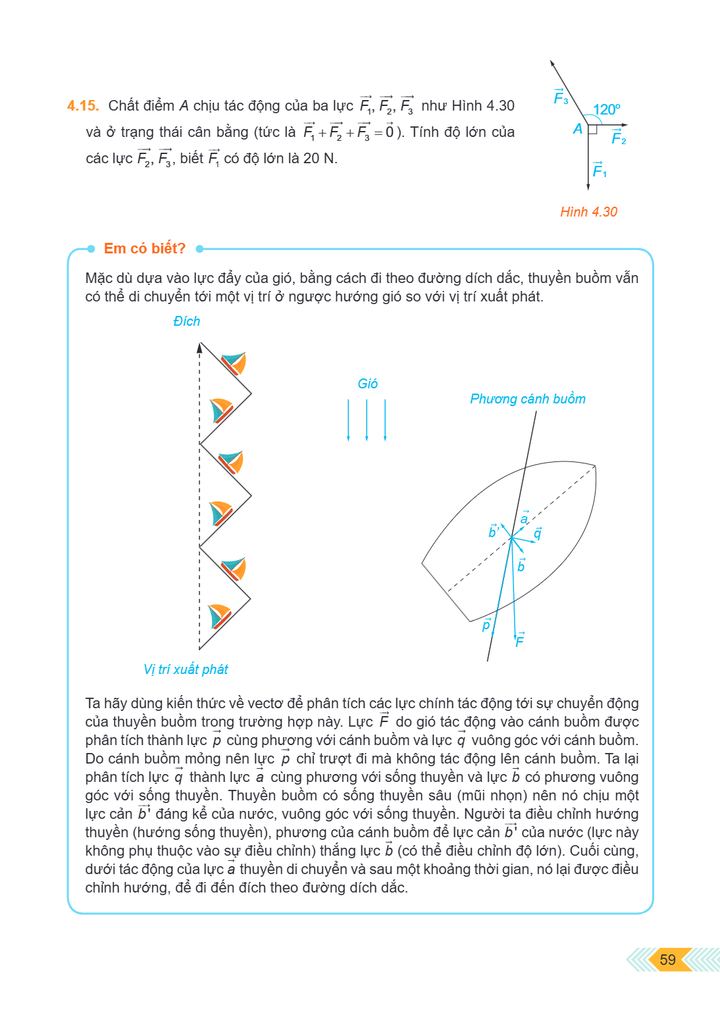 4.15. Chất điểm A chịu tác động của ba lực F₁, F₂, F₃ như Hình 4.30
và ở trạng thái cân bằng (tức là F₁ + F₂ + F₃ = 0). Tính độ lớn của
các lực F₂, F₃, biết F₁ có độ lớn là 20 N.
F₃
120º
A
F₂
F₁
Hình 4.30
Em có biết?
Mặc dù dựa vào lực đẩy của gió, bằng cách đi theo đường dích dắc, thuyền buồm vẫn
có thể di chuyển tới một vị trí ở ngược hướng gió so với vị trí xuất phát.
Đích
Gió
Phương cánh buồm
a
b'
q
b
p
F
Vị trí xuất phát
Ta hãy dùng kiến thức về vectơ để phân tích các lực chính tác động tới sự chuyển động
của thuyền buồm trong trường hợp này. Lực F do gió tác động vào cánh buồm được
phân tích thành lực p cùng phương với cánh buồm và lực q vuông góc với cánh buồm.
Do cánh buồm mỏng nên lực p chỉ trượt đi mà không tác động lên cánh buồm. Ta lại
phân tích lực q thành lực a cùng phương với sống thuyền và lực b có phương vuông
góc với sống thuyền. Thuyền buồm có sống thuyền sâu (mũi nhọn) nên nó chịu một
lực cản b' đáng kể của nước, vuông góc với sống thuyền. Người ta điều chỉnh hướng
thuyền (hướng sống thuyền), phương của cánh buồm để lực cản b' của nước (lực này
không phụ thuộc vào sự điều chỉnh) thắng lực b (có thể điều chỉnh độ lớn). Cuối cùng,
dưới tác động của lực a thuyền di chuyển và sau một khoảng thời gian, nó lại được điều
chỉnh hướng, để đi đến đích theo đường dích dắc.
59